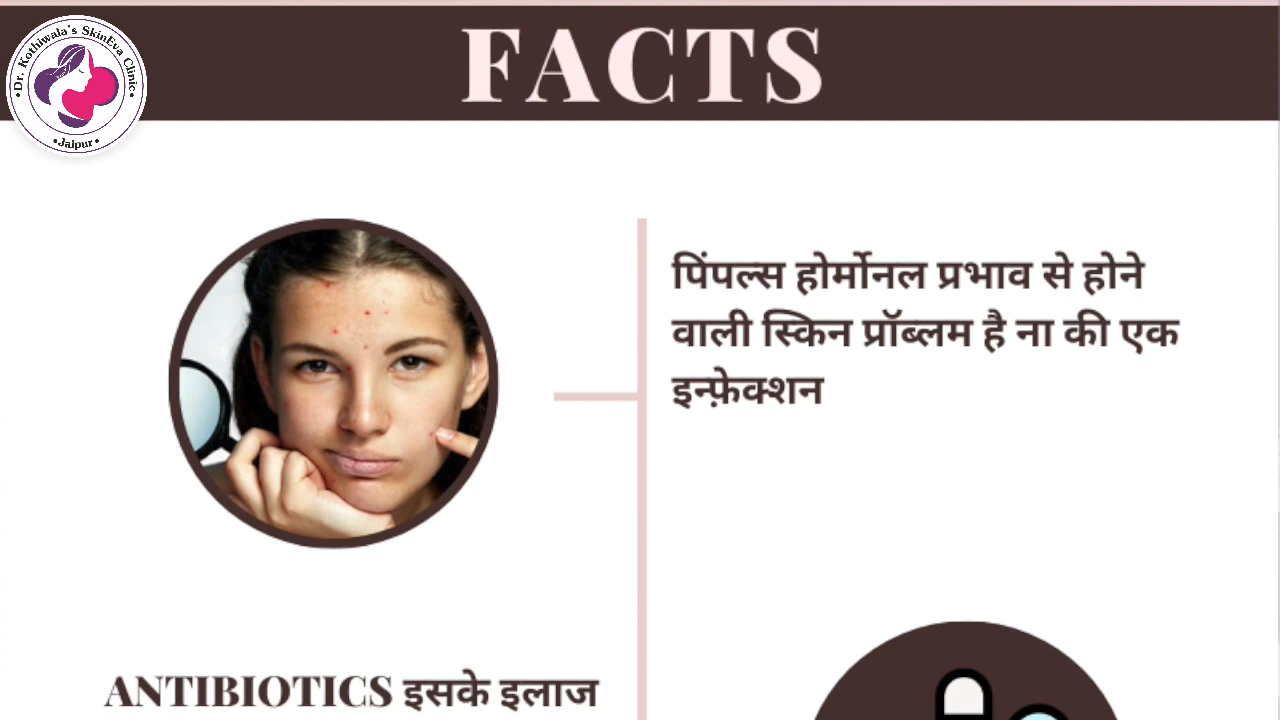 FACTS
Dr. Kothiwala's SkinEva Clinic
Jaipur
पिंपल्स होर्मोनल प्रभाव से होने
वाली स्किन प्रॉब्लम है ना की एक
इन्फ़ेक्शन
ANTIBIOTICS इसके इलाज